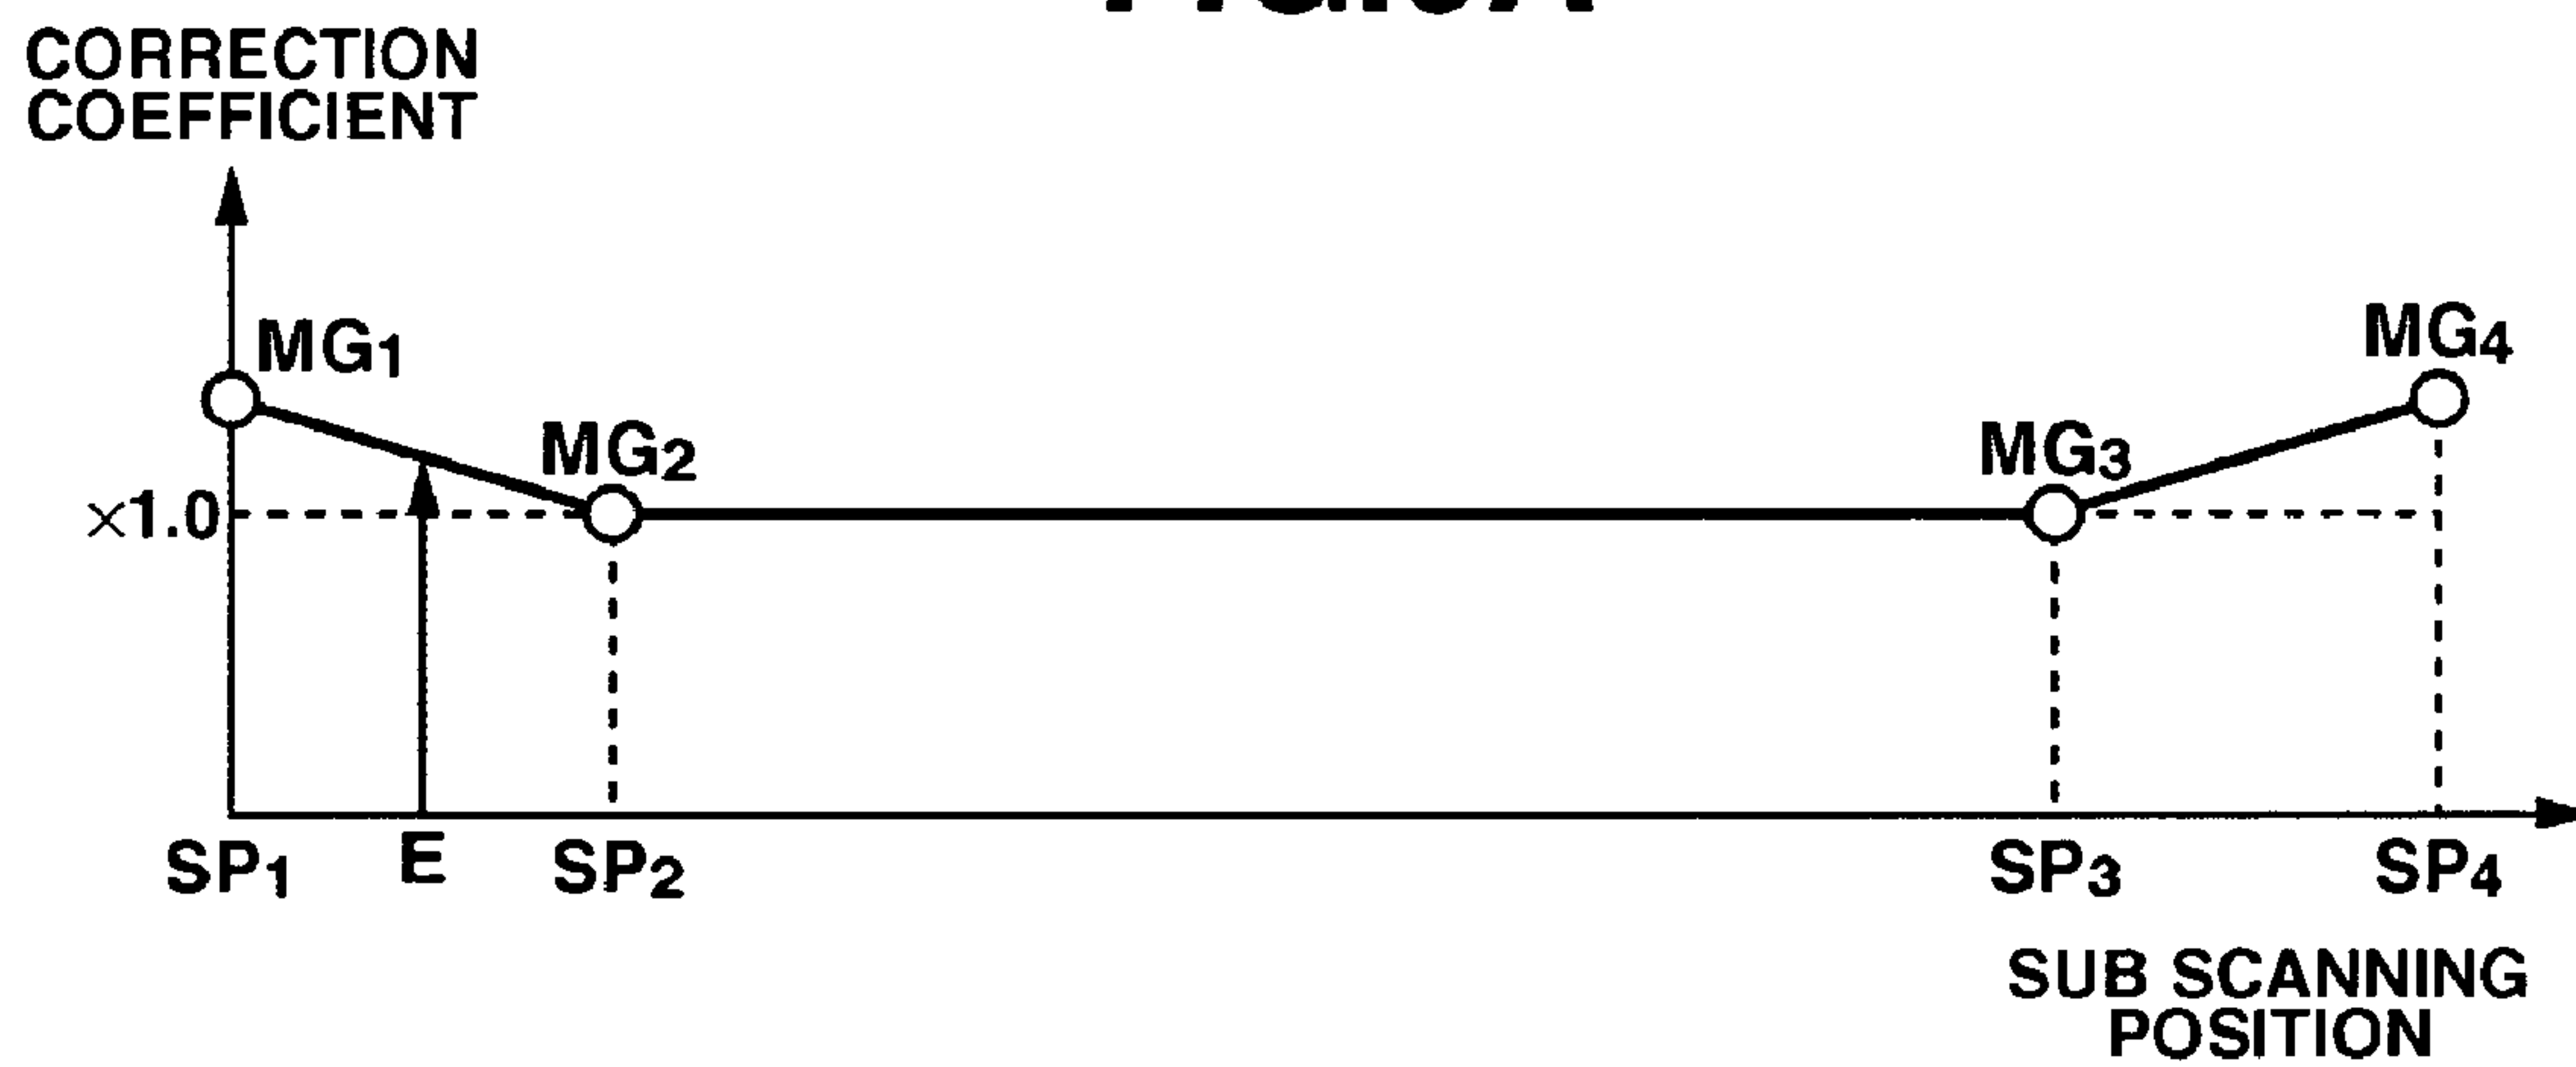 CORRECTION
COEFFICIENT
MG1
MG4
MG2
MG3
×1.0
SP1
E
SP2
SP3
SP4
SUB SCANNING
POSITION